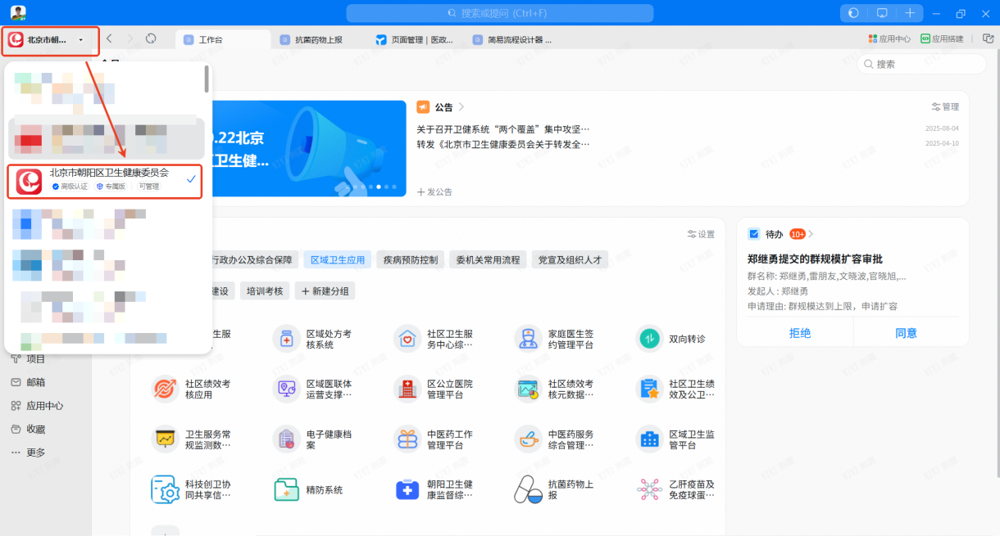 搜索或提问 (Ctrl+F)
北京市朝...
工作台
抗菌药物上报
页面管理 | 医政...
简易流程设计器 ...
应用中心
应用搭建
搜索
北京市朝阳区卫生健康委员会
高级认证
专属版
可管理
项目
邮箱
应用中心
收藏
更多
.22北京
区卫生健...
公告
管理
关于召开卫健系统“两个覆盖”集中攻坚…
2025-08-04
转发《北京市卫生健康委员会关于转发全…
2025-04-10
发公告
设置
行政办公及综合保障
区域卫生应用
疾病预防控制
委机关常用流程
党宣及组织人才
建设
培训考核
新建分组
生服
区域处方考
核系统
社区卫生服
务中心综…
家庭医生签
约管理平台
双向转诊
社区绩效考
核应用
区域医联体
运营支撑…
区公立医院
管理平台
社区绩效考
核元数据…
社区卫生绩
效及公卫…
卫生服务常
规监测数…
电子健康档
案
中医药工作
管理平台
中医药服务
综合管理…
区域卫生监
管平台
科技创卫协
同共享信…
精防系统
朝阳卫生健
康监督综…
抗菌药物上
报
乙肝疫苗及
免疫球蛋…
待办
10+
郑继勇提交的群规模扩容审批
群名称: 郑继勇,雷朋友,文晓波,官晓旭,...
发起人 : 郑继勇
申请理由: 群规模达到上限，申请扩容
拒绝
同意